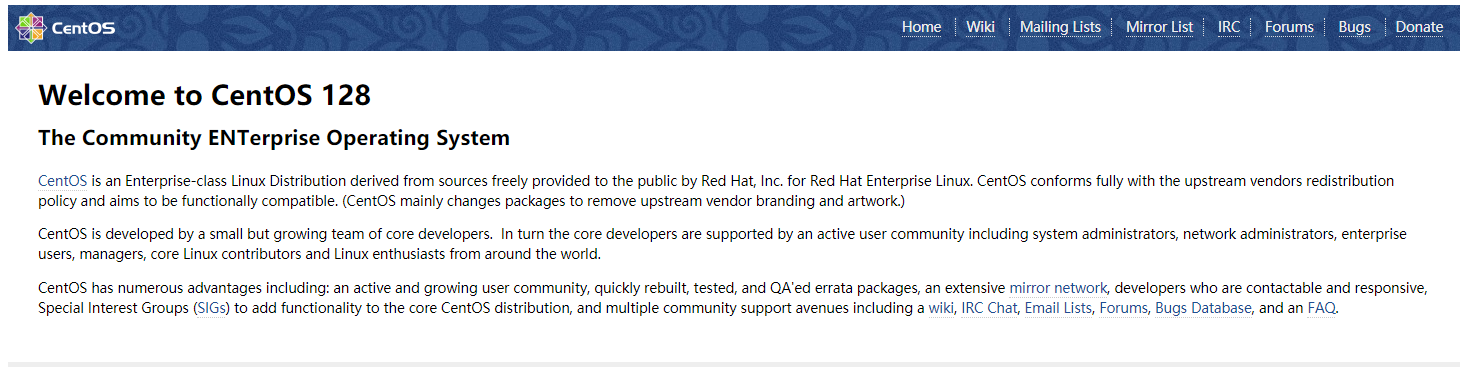 CentOS
Home Wiki Mailing Lists Mirror List IRC Forums Bugs Donate
Welcome to CentOS 128
The Community ENTerprise Operating System
CentOS is an Enterprise-class Linux Distribution derived from sources freely provided to the public by Red Hat, Inc. for Red Hat Enterprise Linux. CentOS conforms fully with the upstream vendors redistribution
policy and aims to be functionally compatible. (CentOS mainly changes packages to remove upstream vendor branding and artwork.)
CentOS is developed by a small but growing team of core developers.  In turn the core developers are supported by an active user community including system administrators, network administrators, enterprise
users, managers, core Linux contributors and Linux enthusiasts from around the world.
CentOS has numerous advantages including: an active and growing user community, quickly rebuilt, tested, and QA'ed errata packages, an extensive mirror network, developers who are contactable and responsive,
Special Interest Groups (SIGs) to add functionality to the core CentOS distribution, and multiple community support avenues including a wiki, IRC Chat, Email Lists, Forums, Bugs Database, and an FAQ.